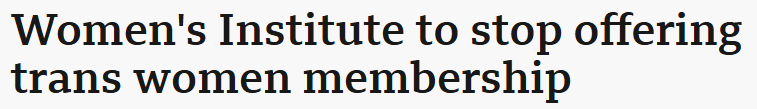 Women's Institute to stop offering
trans women membership